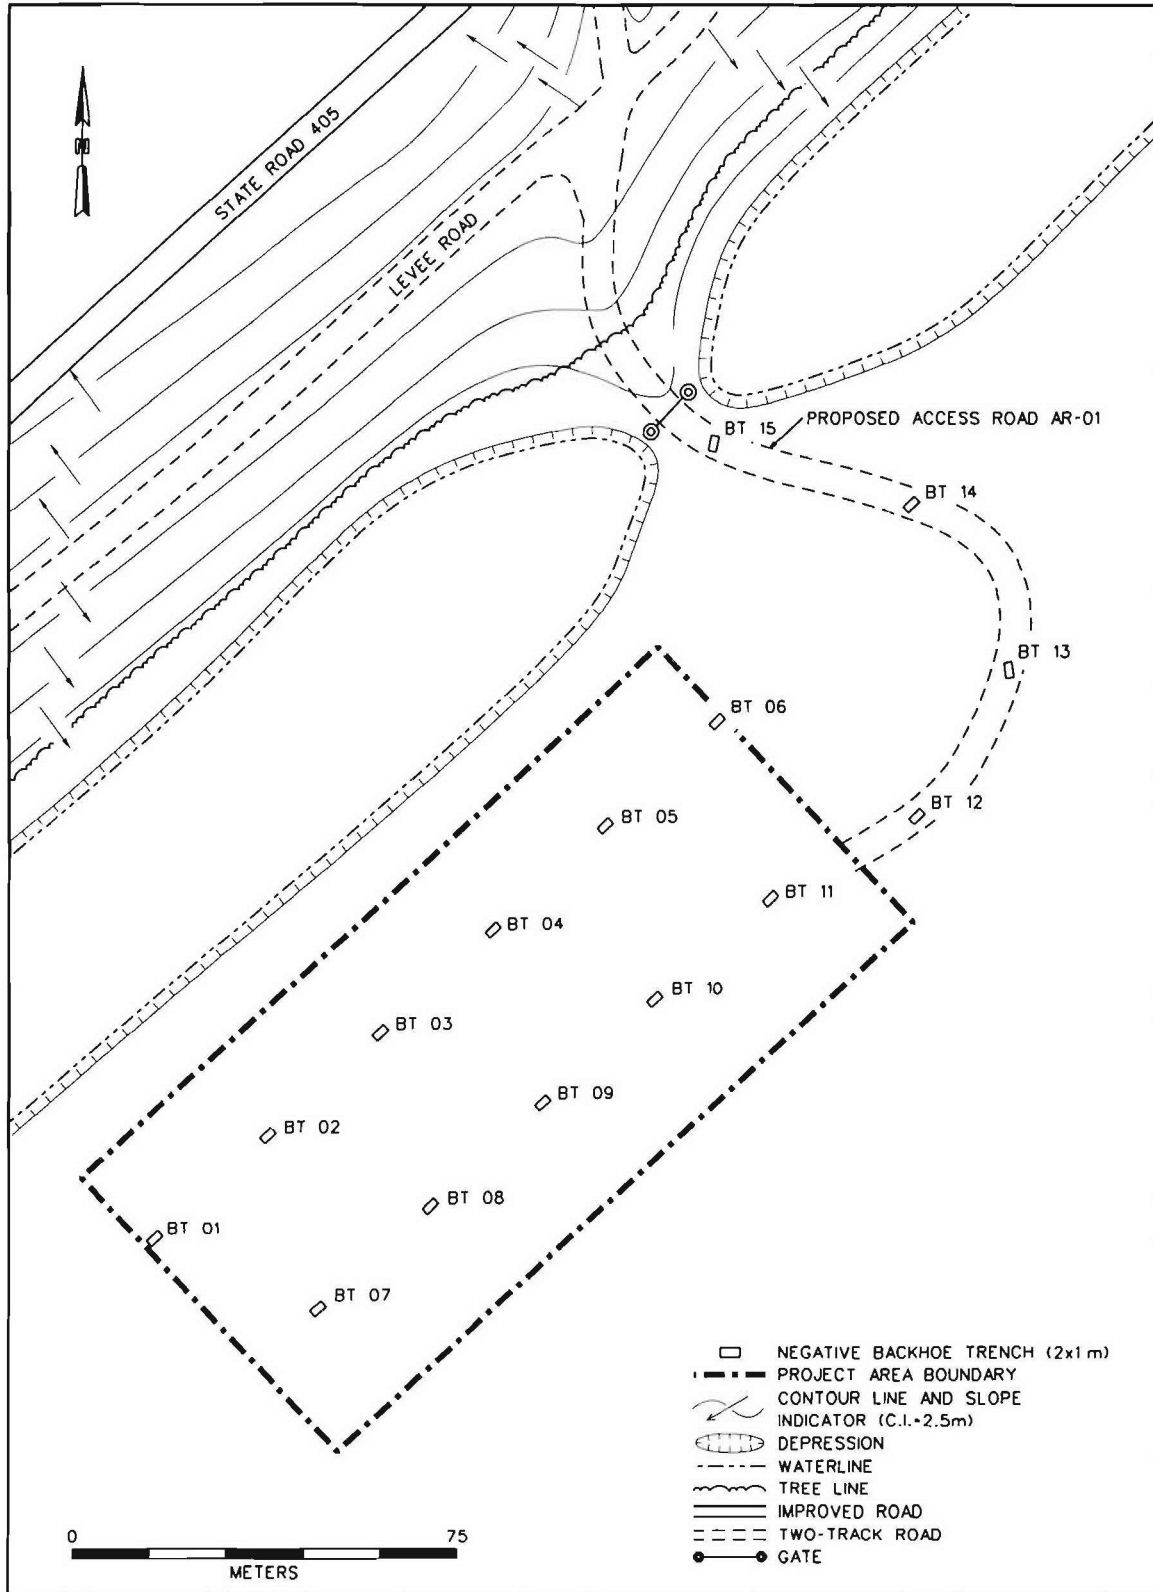 N
STATE ROAD 405
LEVEE ROAD
PROPOSED ACCESS ROAD AR-01
BT 15
BT 14
BT 13
BT 06
BT 12
BT 05
BT 11
BT 04
BT 10
BT 03
BT 09
BT 02
BT 08
BT 01
BT 07
NEGATIVE BACKHOE TRENCH (2x1 m)
PROJECT AREA BOUNDARY
CONTOUR LINE AND SLOPE
INDICATOR (C.I.=2.5m)
DEPRESSION
WATERLINE
TREE LINE
IMPROVED ROAD
TWO-TRACK ROAD
GATE
0 75
METERS